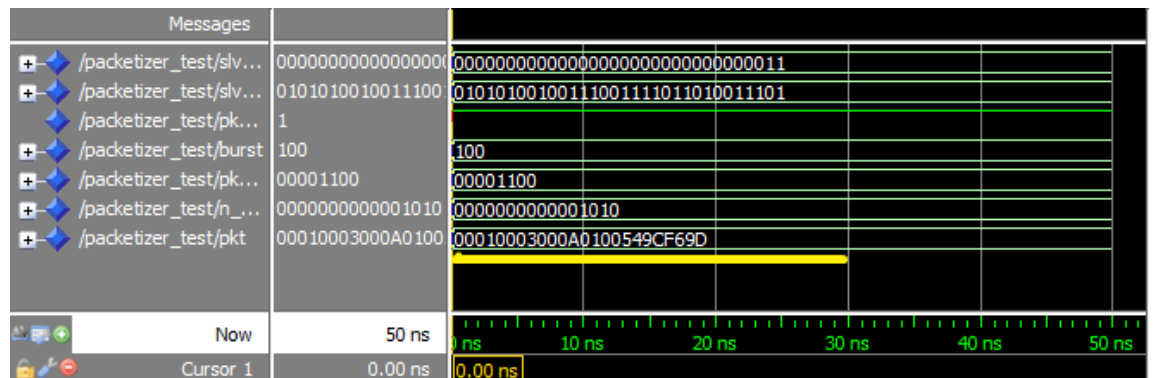 Messages
/packetizer_test/slv... 0000000000000000 00000000000000000000000000000011
/packetizer_test/slv... 0101010010011100 01010100100111001111011010011101
/packetizer_test/pk... 1
/packetizer_test/burst 100 100
/packetizer_test/pk... 00001100 00001100
/packetizer_test/n_... 0000000000001010 0000000000001010
/packetizer_test/pkt 00010003000A0100 00010003000A0100549CF69D
Now 50 ns ns 10 ns 20 ns 30 ns 40 ns 50 ns
Cursor 1 0.00 ns 0.00 ns